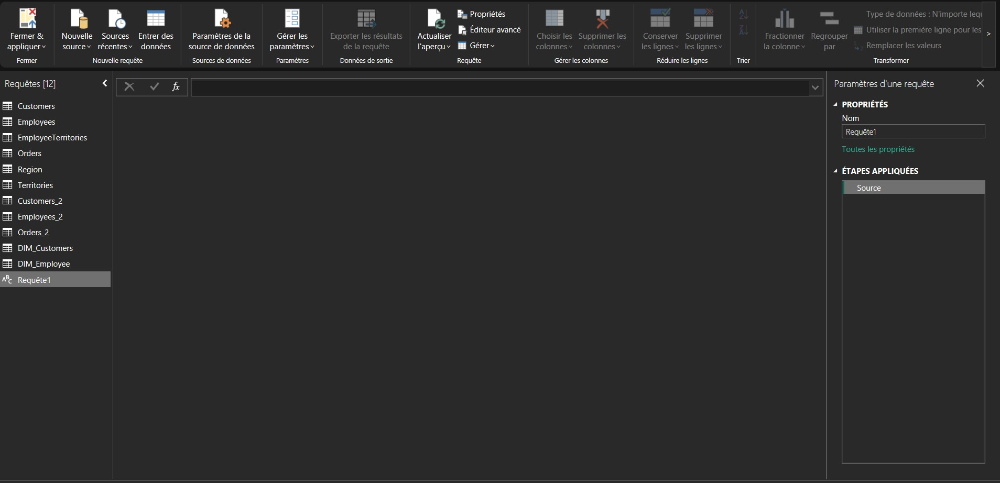 Fermer &
appliquer
Fermer
Nouvelle
source
Sources
récentes
Entrer des
données
Nouvelle requête
Paramètres de la
source de données
Sources de données
Gérer les
paramètres
Paramètres
Exporter les résultats
de la requête
Données de sortie
Actualiser
l'aperçu
Propriétés
Éditeur avancé
Gérer
Requête
Choisir les
colonnes
Supprimer les
colonnes
Gérer les colonnes
Conserver
les lignes
Supprimer
les lignes
Réduire les lignes
Trier
Fractionner
la colonne
Regrouper
par
Type de données : N'importe
Utiliser la première ligne pour les
Remplacer les valeurs
Transformer
Requêtes [12]
Customers
Employees
EmployeeTerritories
Orders
Region
Territories
Customers_2
Employees_2
Orders_2
DIM_Customers
DIM_Employee
Requête1
fx
Paramètres d'une requête
PROPRIÉTÉS
Nom
Requête1
Toutes les propriétés
ÉTAPES APPLIQUÉES
Source